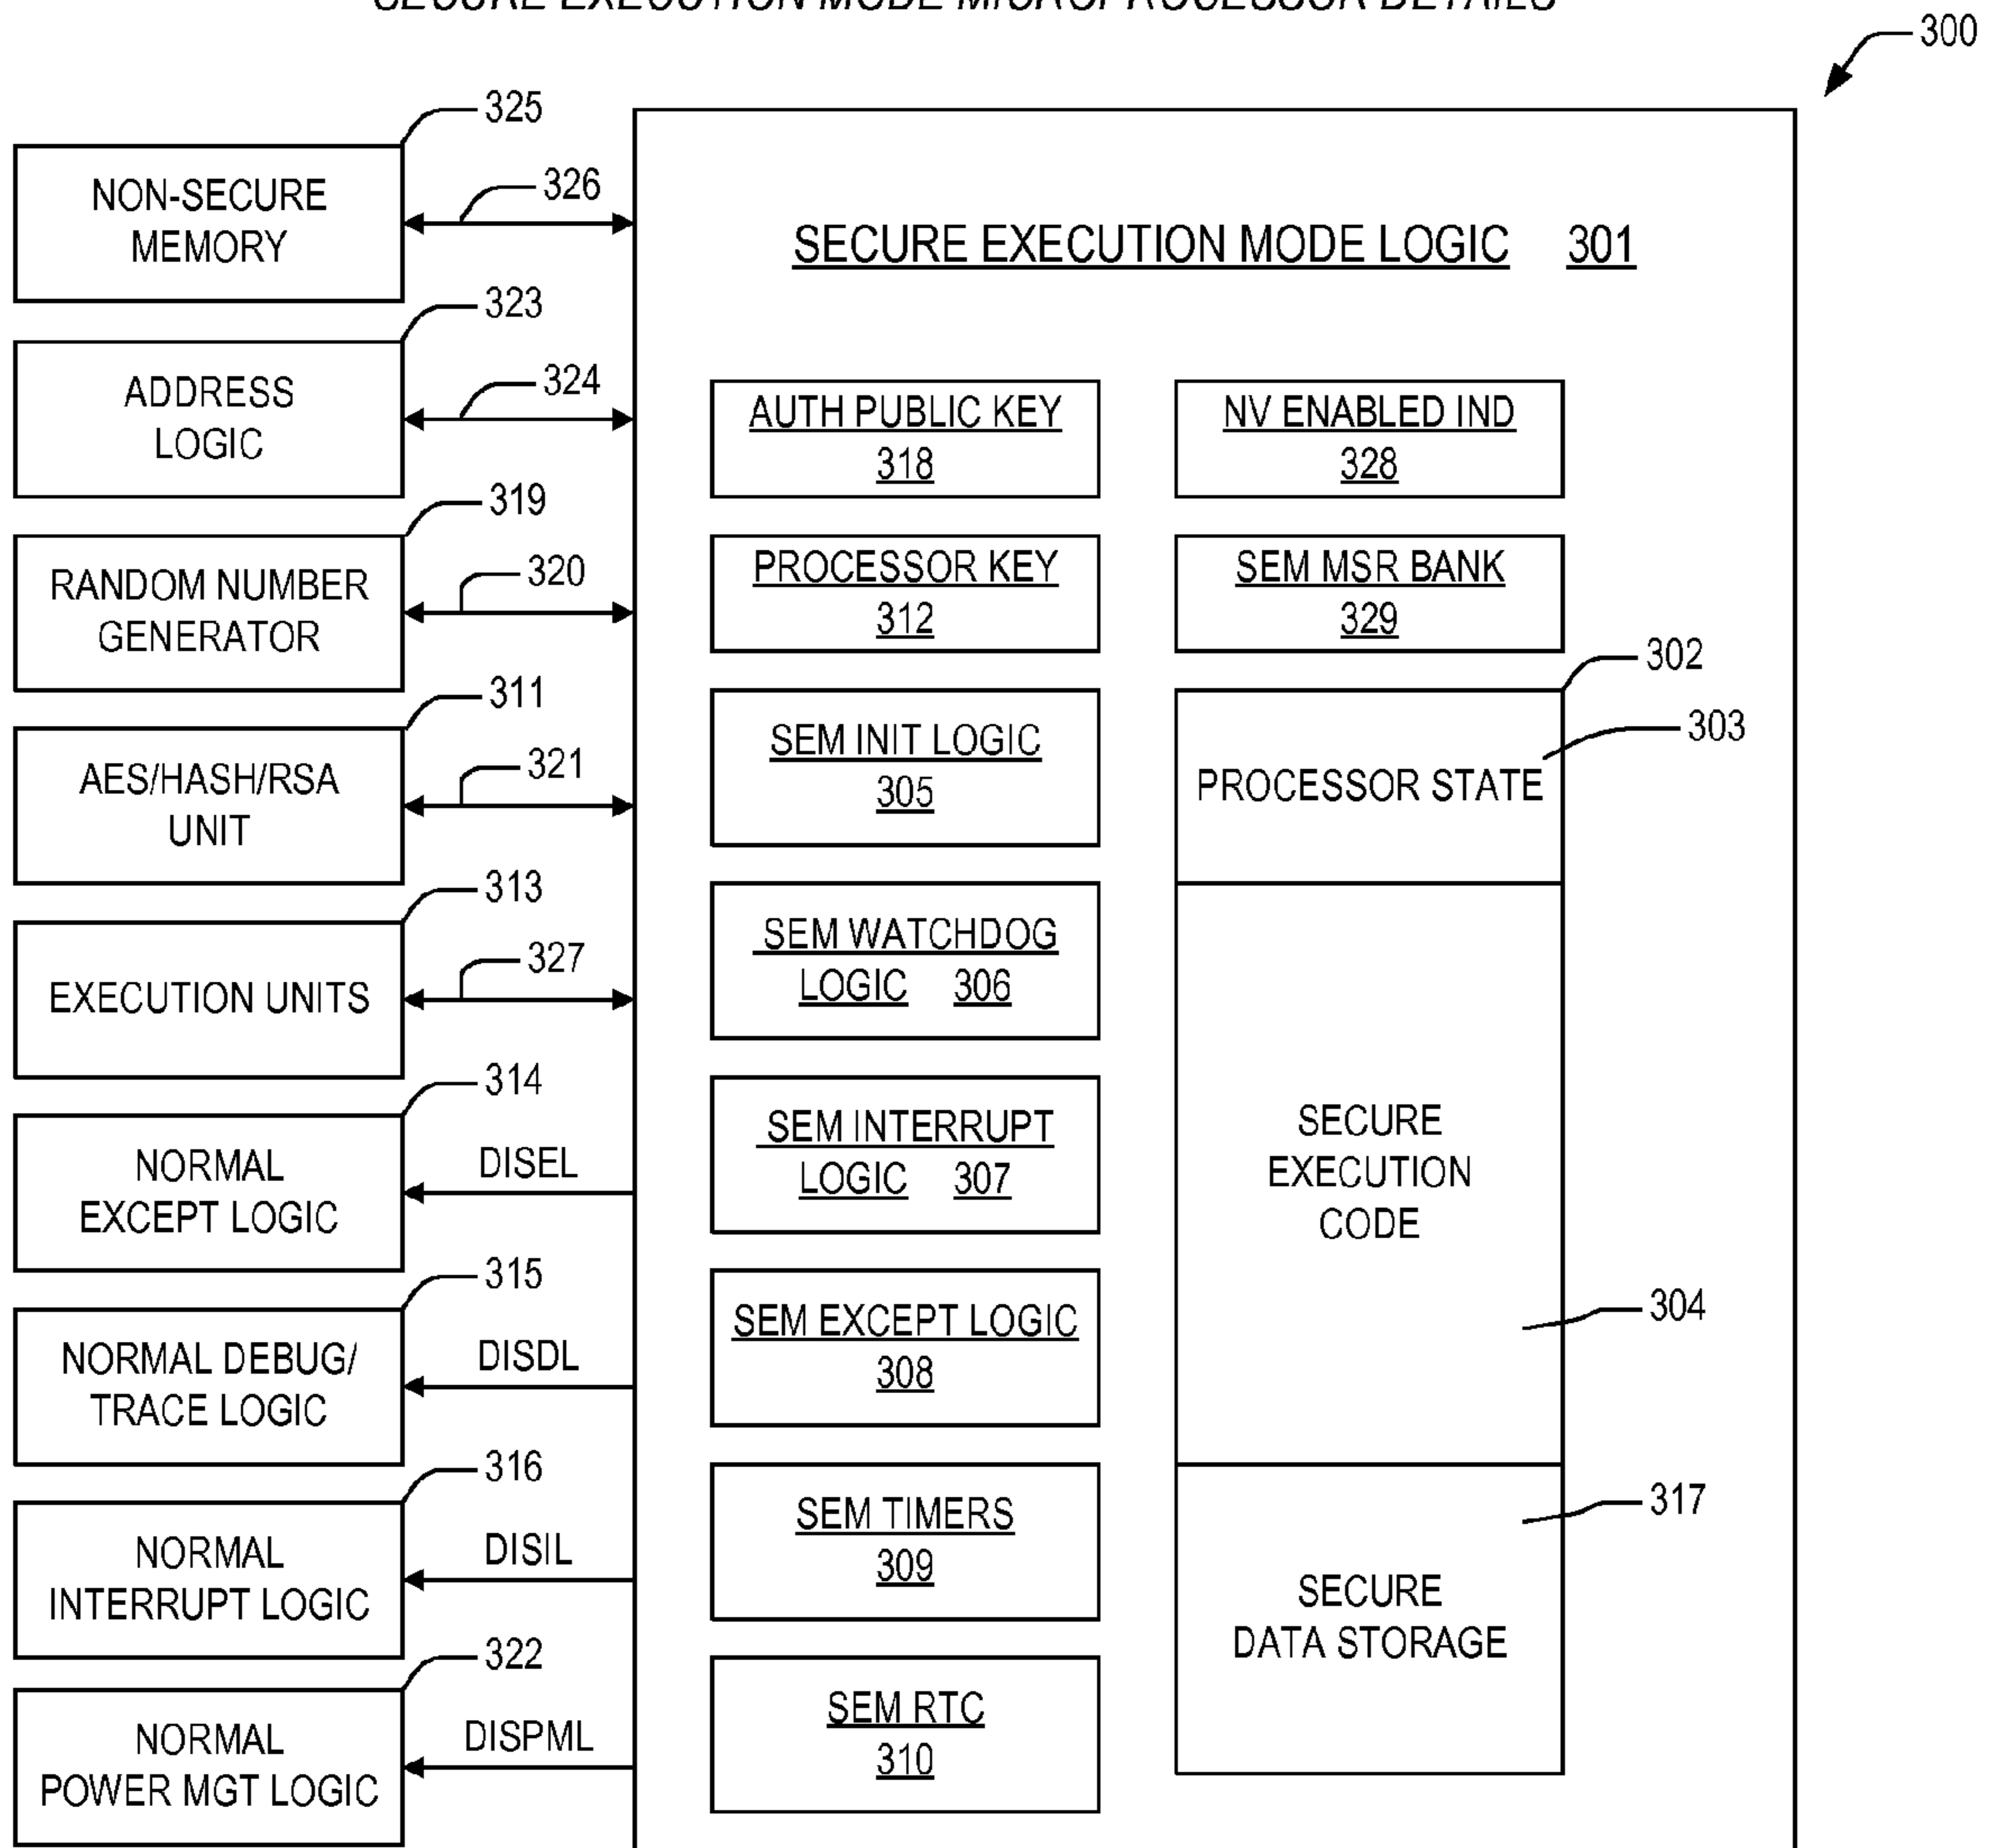 SECURE EXECUTION MODE MICROPROCESSOR DETAILS
300
325
NON-SECURE
MEMORY
326
SECURE EXECUTION MODE LOGIC 301
323
ADDRESS
LOGIC
324
AUTH PUBLIC KEY
318
NV ENABLED IND
328
319
RANDOM NUMBER
GENERATOR
320
PROCESSOR KEY
312
SEM MSR BANK
329
302
303
311
AES/HASH/RSA
UNIT
321
SEM INIT LOGIC
305
PROCESSOR STATE
313
EXECUTION UNITS
327
SEM WATCHDOG
LOGIC 306
314
NORMAL
EXCEPT LOGIC
DISEL
SEM INTERRUPT
LOGIC 307
SECURE
EXECUTION
CODE
304
315
NORMAL DEBUG/
TRACE LOGIC
DISDL
SEM EXCEPT LOGIC
308
316
NORMAL
INTERRUPT LOGIC
DISIL
SEM TIMERS
309
317
SECURE
DATA STORAGE
322
NORMAL
POWER MGT LOGIC
DISPML
SEM RTC
310